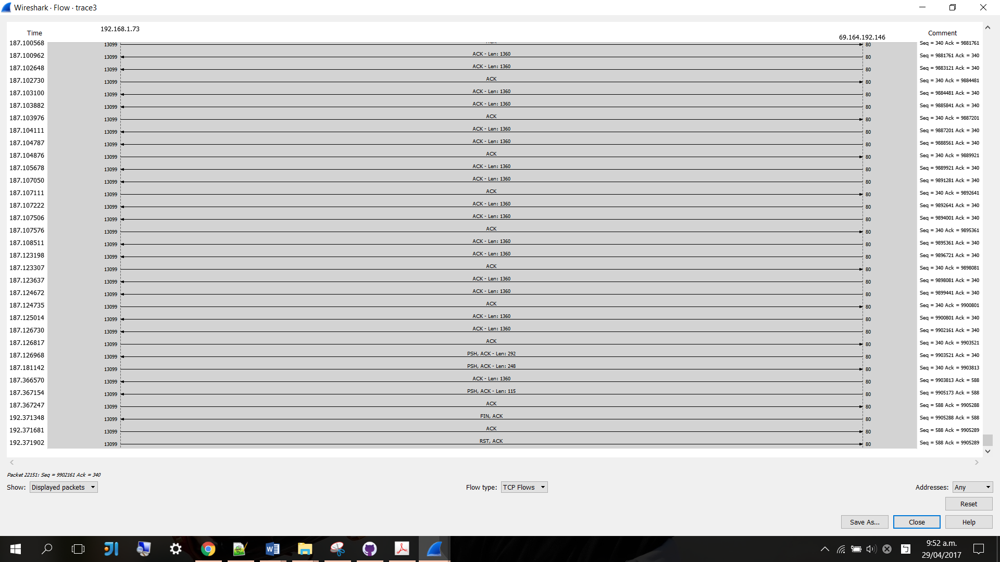 Wireshark · Flow · trace3
192.168.1.73
Time
69.164.192.146
Comment
187.100568 13099 ACK 80 Seq = 340 Ack = 9881761
187.100962 13099 ACK - Len: 1360 80 Seq = 9881761 Ack = 340
187.102648 13099 ACK - Len: 1360 80 Seq = 9883121 Ack = 340
187.102730 13099 ACK 80 Seq = 340 Ack = 9884481
187.103100 13099 ACK - Len: 1360 80 Seq = 9884481 Ack = 340
187.103882 13099 ACK - Len: 1360 80 Seq = 9885841 Ack = 340
187.103976 13099 ACK 80 Seq = 340 Ack = 9887201
187.104111 13099 ACK - Len: 1360 80 Seq = 9887201 Ack = 340
187.104787 13099 ACK - Len: 1360 80 Seq = 9888561 Ack = 340
187.104876 13099 ACK 80 Seq = 340 Ack = 9889921
187.105678 13099 ACK - Len: 1360 80 Seq = 9889921 Ack = 340
187.107050 13099 ACK - Len: 1360 80 Seq = 9891281 Ack = 340
187.107111 13099 ACK 80 Seq = 340 Ack = 9892641
187.107222 13099 ACK - Len: 1360 80 Seq = 9892641 Ack = 340
187.107506 13099 ACK - Len: 1360 80 Seq = 9894001 Ack = 340
187.107576 13099 ACK 80 Seq = 340 Ack = 9895361
187.108511 13099 ACK - Len: 1360 80 Seq = 9895361 Ack = 340
187.123198 13099 ACK - Len: 1360 80 Seq = 9896721 Ack = 340
187.123307 13099 ACK 80 Seq = 340 Ack = 9898081
187.123637 13099 ACK - Len: 1360 80 Seq = 9898081 Ack = 340
187.124672 13099 ACK - Len: 1360 80 Seq = 9899441 Ack = 340
187.124735 13099 ACK 80 Seq = 340 Ack = 9900801
187.125014 13099 ACK - Len: 1360 80 Seq = 9900801 Ack = 340
187.126730 13099 ACK - Len: 1360 80 Seq = 9902161 Ack = 340
187.126817 13099 ACK 80 Seq = 340 Ack = 9903521
187.126968 13099 PSH, ACK - Len: 292 80 Seq = 9903521 Ack = 340
187.181142 13099 PSH, ACK - Len: 248 80 Seq = 340 Ack = 9903813
187.366570 13099 ACK - Len: 1360 80 Seq = 9903813 Ack = 588
187.367154 13099 PSH, ACK - Len: 115 80 Seq = 9905173 Ack = 588
187.367247 13099 ACK 80 Seq = 588 Ack = 9905288
192.371348 13099 FIN, ACK 80 Seq = 9905288 Ack = 588
192.371681 13099 ACK 80 Seq = 588 Ack = 9905289
192.371902 13099 RST, ACK 80 Seq = 588 Ack = 9905289
Packet 22151: Seq = 9902161 Ack = 340
Show: Displayed packets Flow type: TCP Flows Addresses: Any
Reset
Save As... Close Help
9:52 a.m.
29/04/2017